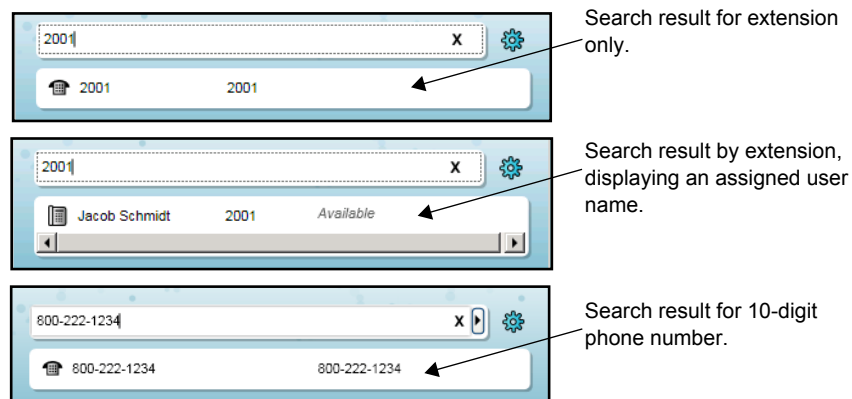 Search result for extension
only.
2001 X
2001 2001
Search result by extension,
displaying an assigned user
name.
2001 X
Jacob Schmidt 2001 Available
Search result for 10-digit
phone number.
800-222-1234 X
800-222-1234 800-222-1234